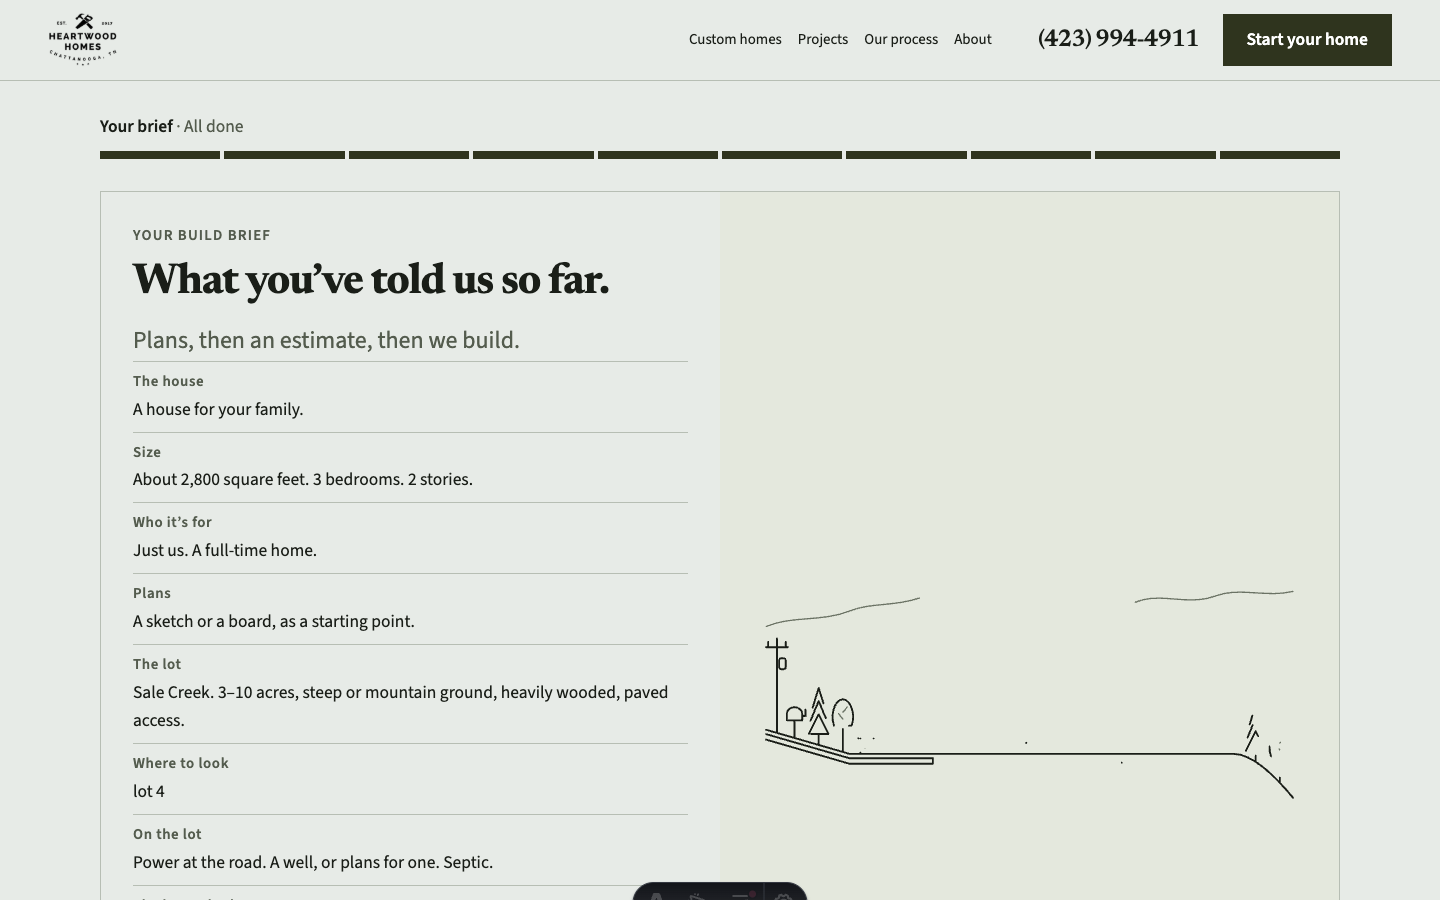 EST. 2017
HEARTWOOD
HOMES
CHATTANOOGA, TN
Custom homes Projects Our process About (423) 994-4911 Start your home
Your brief · All done
YOUR BUILD BRIEF
What you’ve told us so far.
Plans, then an estimate, then we build.
The house
A house for your family.
Size
About 2,800 square feet. 3 bedrooms. 2 stories.
Who it’s for
Just us. A full-time home.
Plans
A sketch or a board, as a starting point.
The lot
Sale Creek. 3–10 acres, steep or mountain ground, heavily wooded, paved
access.
Where to look
lot 4
On the lot
Power at the road. A well, or plans for one. Septic.